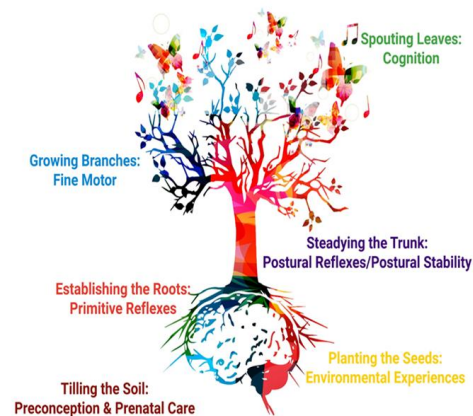 Spouting Leaves:
Cognition
Growing Branches:
Fine Motor
Steadying the Trunk:
Postural Reflexes/Postural Stability
Establishing the Roots:
Primitive Reflexes
Planting the Seeds:
Environmental Experiences
Tilling the Soil:
Preconception & Prenatal Care